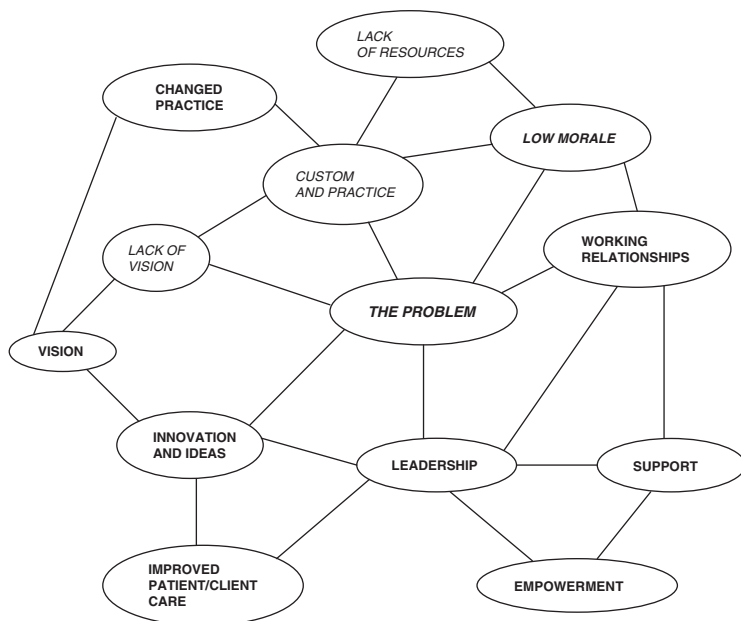 LACK
OF RESOURCES
CHANGED
PRACTICE
LOW MORALE
CUSTOM
AND PRACTICE
LACK OF
VISION
WORKING
RELATIONSHIPS
THE PROBLEM
VISION
INNOVATION
AND IDEAS
LEADERSHIP
SUPPORT
IMPROVED
PATIENT/CLIENT
CARE
EMPOWERMENT